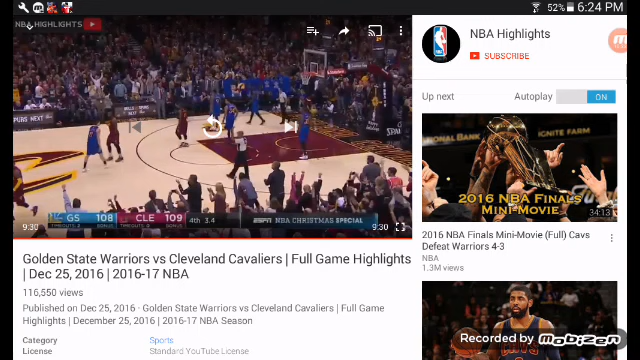 52% 6:24 PM
NBA HIGHLIGHTS
GS 108 CLE 109 4th 3.4 ESPN NBA CHRISTMAS SPECIAL
BONUS BONUS
9:30 9:30
Golden State Warriors vs Cleveland Cavaliers | Full Game Highlights
| Dec 25, 2016 | 2016-17 NBA
116,550 views
Published on Dec 25, 2016 · Golden State Warriors vs Cleveland Cavaliers | Full Game
Highlights | December 25, 2016 | 2016-17 NBA Season
Category Sports
License Standard YouTube License
NBA Highlights
SUBSCRIBE
Up next Autoplay ON
IGNITE FARM
2016 NBA FINALS
MINI-MOVIE
34:13
2016 NBA Finals Mini-Movie (Full) Cavs
Defeat Warriors 4-3
NBA
1.3M views
Recorded by mobizen